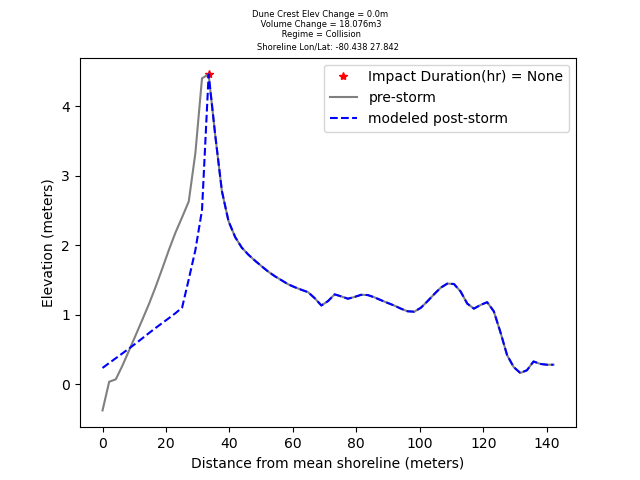 Dune Crest Elev Change = 0.0m
Volume Change = 18.076m3
Regime = Collision
Shoreline Lon/Lat: -80.438 27.842
Impact Duration(hr) = None
pre-storm
modeled post-storm
Elevation (meters)
4
3
2
1
0
0 20 40 60 80 100 120 140
Distance from mean shoreline (meters)